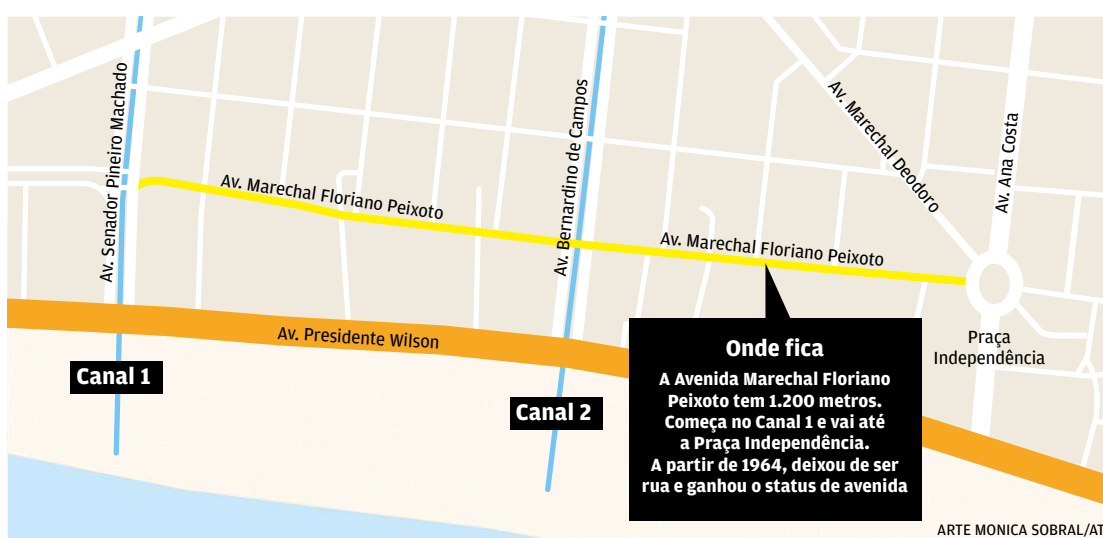 Av. Senador Pineiro Machado
Av. Marechal Floriano Peixoto
Av. Bernardino de Campos
Av. Marechal Floriano Peixoto
Av. Marechal Deodoro
Av. Ana Costa
Praça
Independência
Av. Presidente Wilson
Canal 1
Canal 2
Onde fica
A Avenida Marechal Floriano
Peixoto tem 1.200 metros.
Começa no Canal 1 e vai até
a Praça Independência.
A partir de 1964, deixou de ser
rua e ganhou o status de avenida
ARTE MONICA SOBRAL/AT